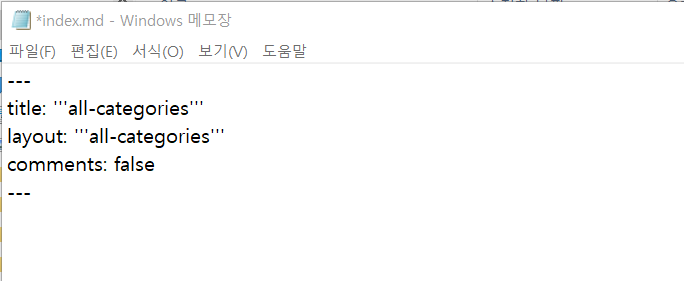 *index.md - Windows 메모장
파일(F) 편집(E) 서식(O) 보기(V) 도움말
---
title: '''all-categories'''
layout: '''all-categories'''
comments: false
---